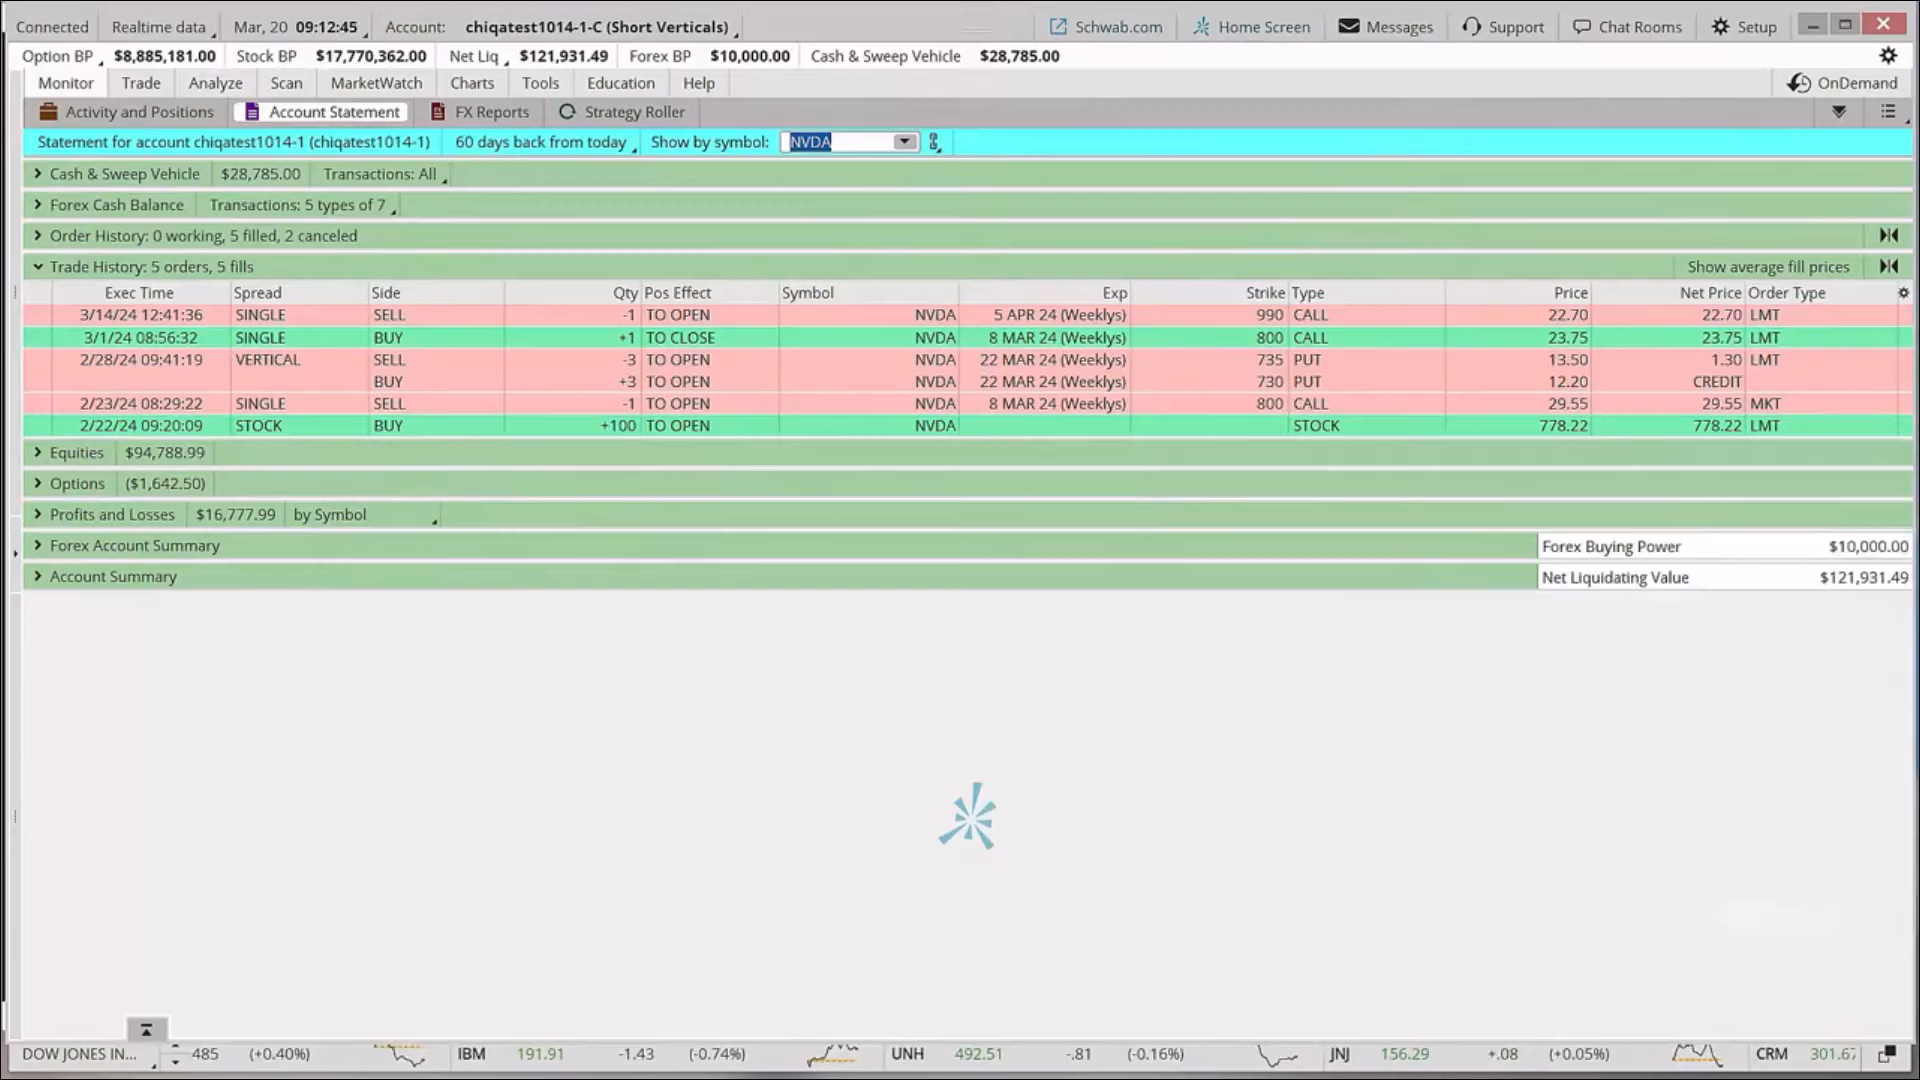 Connected Realtime data Mar, 20 09:12:45 Account: chiqatest1014-1-C (Short Verticals) Schwab.com Home Screen Messages Support Chat Rooms Setup
Option BP $8,885,181.00 Stock BP $17,770,362.00 Net Liq $121,931.49 Forex BP $10,000.00 Cash & Sweep Vehicle $28,785.00
Monitor Trade Analyze Scan MarketWatch Charts Tools Education Help OnDemand
Activity and Positions Account Statement FX Reports Strategy Roller
Statement for account chiqatest1014-1 (chiqatest1014-1) 60 days back from today Show by symbol: NVDA
Cash & Sweep Vehicle $28,785.00 Transactions: All
Forex Cash Balance Transactions: 5 types of 7
Order History: 0 working, 5 filled, 2 canceled
Trade History: 5 orders, 5 fills Show average fill prices
Exec Time Spread Side Qty Pos Effect Symbol Exp Strike Type Price Net Price Order Type
3/14/24 12:41:36 SINGLE SELL -1 TO OPEN NVDA 5 APR 24 (Weeklys) 990 CALL 22.70 22.70 LMT
3/1/24 08:56:32 SINGLE BUY +1 TO CLOSE NVDA 8 MAR 24 (Weeklys) 800 CALL 23.75 23.75 LMT
2/28/24 09:41:19 VERTICAL SELL -3 TO OPEN NVDA 22 MAR 24 (Weeklys) 735 PUT 13.50 1.30 LMT
BUY +3 TO OPEN NVDA 22 MAR 24 (Weeklys) 730 PUT 12.20 CREDIT
2/23/24 08:29:22 SINGLE SELL -1 TO OPEN NVDA 8 MAR 24 (Weeklys) 800 CALL 29.55 29.55 MKT
2/22/24 09:20:09 STOCK BUY +100 TO OPEN NVDA STOCK 778.22 778.22 LMT
Equities $94,788.99
Options ($1,642.50)
Profits and Losses $16,777.99 by Symbol
Forex Account Summary Forex Buying Power $10,000.00
Account Summary Net Liquidating Value $121,931.49
DOW JONES IN... 485 (+0.40%) IBM 191.91 -1.43 (-0.74%) UNH 492.51 -.81 (-0.16%) JNJ 156.29 +.08 (+0.05%) CRM 301.67